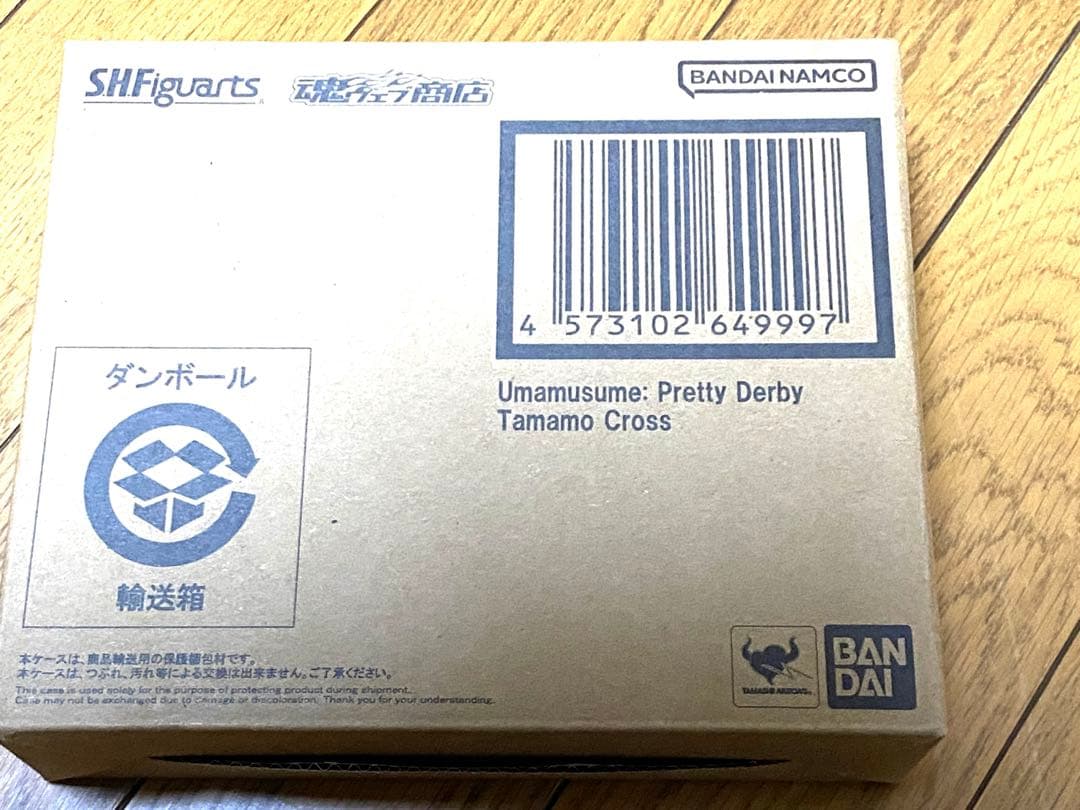 S.H.Figuarts
魂ウェブ商店
BANDAI NAMCO
4 573102 649997
Umamusume: Pretty Derby
Tamamo Cross
ダンボール
輸送箱
本ケースは、商品輸送用の保護梱包材です。
本ケースは、つぶれ、汚れ等による交換は出来ません。ご了承ください。
This case is used solely for the purpose of protecting product during shipment.
Case may not be exchanged due to damage or discoloration. Thank you for your understanding.
TAMASHII NATIONS
BAN
DAI